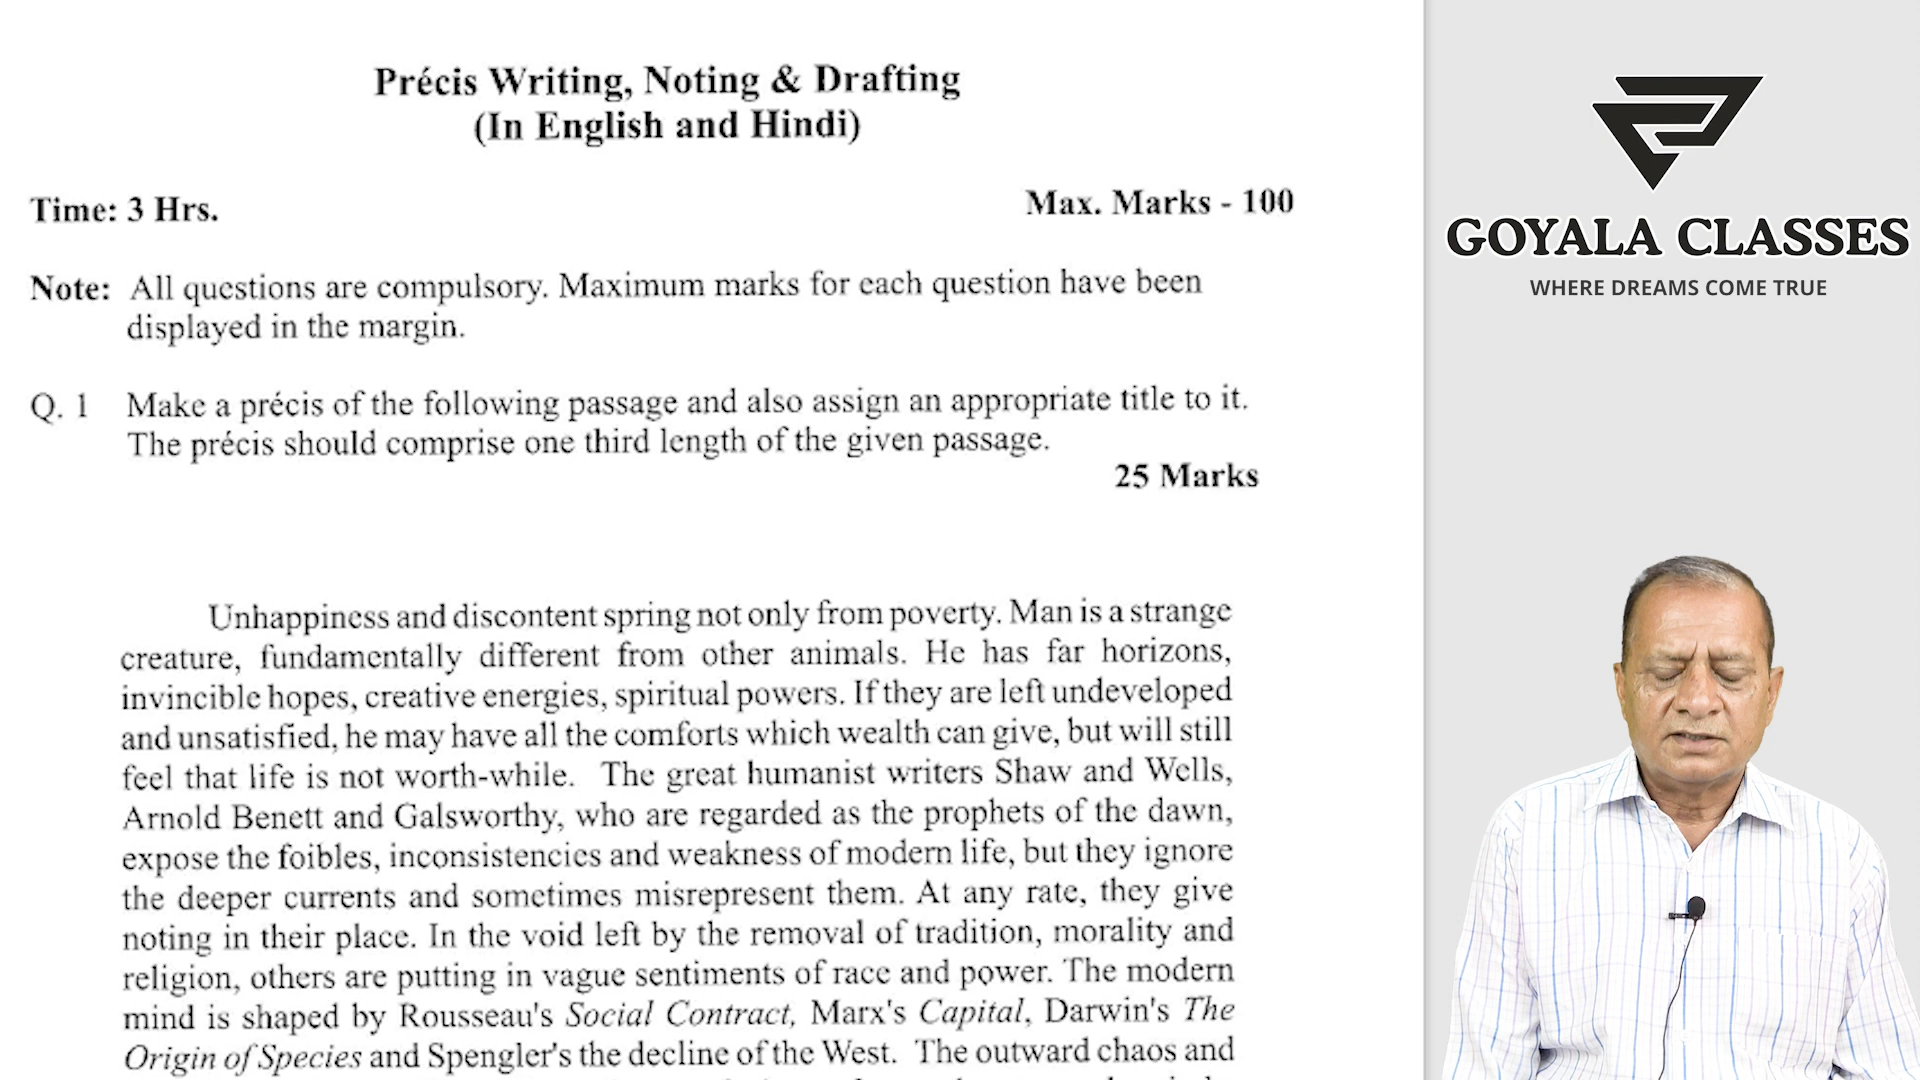 Précis Writing, Noting & Drafting
(In English and Hindi)
Time: 3 Hrs.
Max. Marks - 100
Note: All questions are compulsory. Maximum marks for each question have been
displayed in the margin.
Q. 1 Make a précis of the following passage and also assign an appropriate title to it.
The précis should comprise one third length of the given passage.
25 Marks
Unhappiness and discontent spring not only from poverty. Man is a strange
creature, fundamentally different from other animals. He has far horizons,
invincible hopes, creative energies, spiritual powers. If they are left undeveloped
and unsatisfied, he may have all the comforts which wealth can give, but will still
feel that life is not worth-while. The great humanist writers Shaw and Wells,
Arnold Benett and Galsworthy, who are regarded as the prophets of the dawn,
expose the foibles, inconsistencies and weakness of modern life, but they ignore
the deeper currents and sometimes misrepresent them. At any rate, they give
noting in their place. In the void left by the removal of tradition, morality and
religion, others are putting in vague sentiments of race and power. The modern
mind is shaped by Rousseau's Social Contract, Marx's Capital, Darwin's The
Origin of Species and Spengler's the decline of the West. The outward chaos and
GOYALA CLASSES
WHERE DREAMS COME TRUE